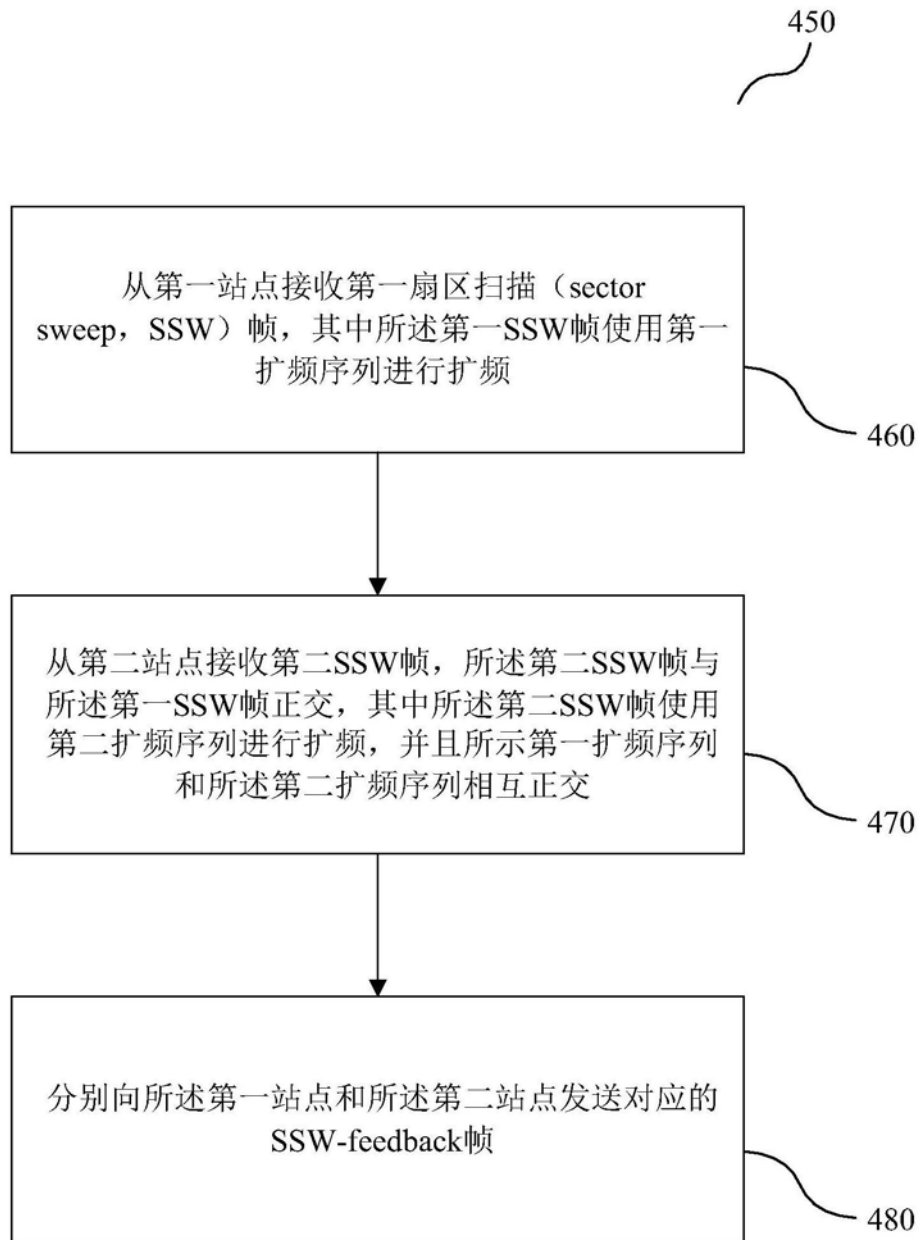 450
从第一站点接收第一扇区扫描（sector
sweep，SSW）帧，其中所述第一SSW帧使用第一
扩频序列进行扩频
460
从第二站点接收第二SSW帧，所述第二SSW帧与
所述第一SSW帧正交，其中所述第二SSW帧使用
第二扩频序列进行扩频，并且所示第一扩频序列
和所述第二扩频序列相互正交
470
分别向所述第一站点和所述第二站点发送对应的
SSW-feedback帧
480